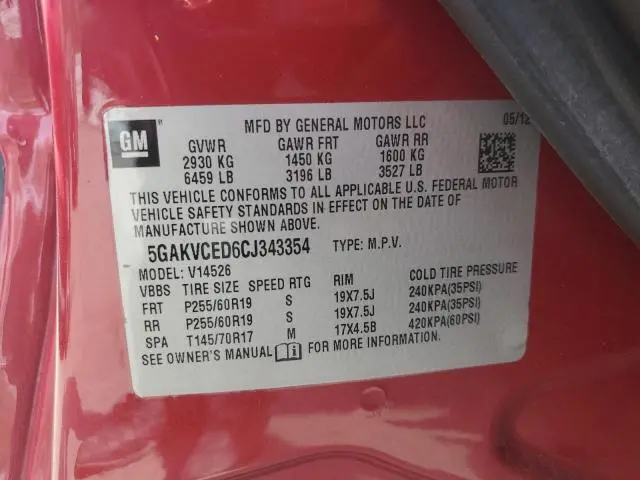 GM ®
MFD BY GENERAL MOTORS LLC 05/12
GVWR GAWR FRT GAWR RR
2930 KG 1450 KG 1600 KG
6459 LB 3196 LB 3527 LB
THIS VEHICLE CONFORMS TO ALL APPLICABLE U.S. FEDERAL MOTOR
VEHICLE SAFETY STANDARDS IN EFFECT ON THE DATE OF
MANUFACTURE SHOWN ABOVE.
5GAKVCED6CJ343354 TYPE: M.P.V.
MODEL: V14526
VBBS TIRE SIZE SPEED RTG RIM COLD TIRE PRESSURE
FRT P255/60R19 S 19X7.5J 240KPA(35PSI)
RR P255/60R19 S 19X7.5J 240KPA(35PSI)
SPA T145/70R17 M 17X4.5B 420KPA(60PSI)
SEE OWNER'S MANUAL i FOR MORE INFORMATION.